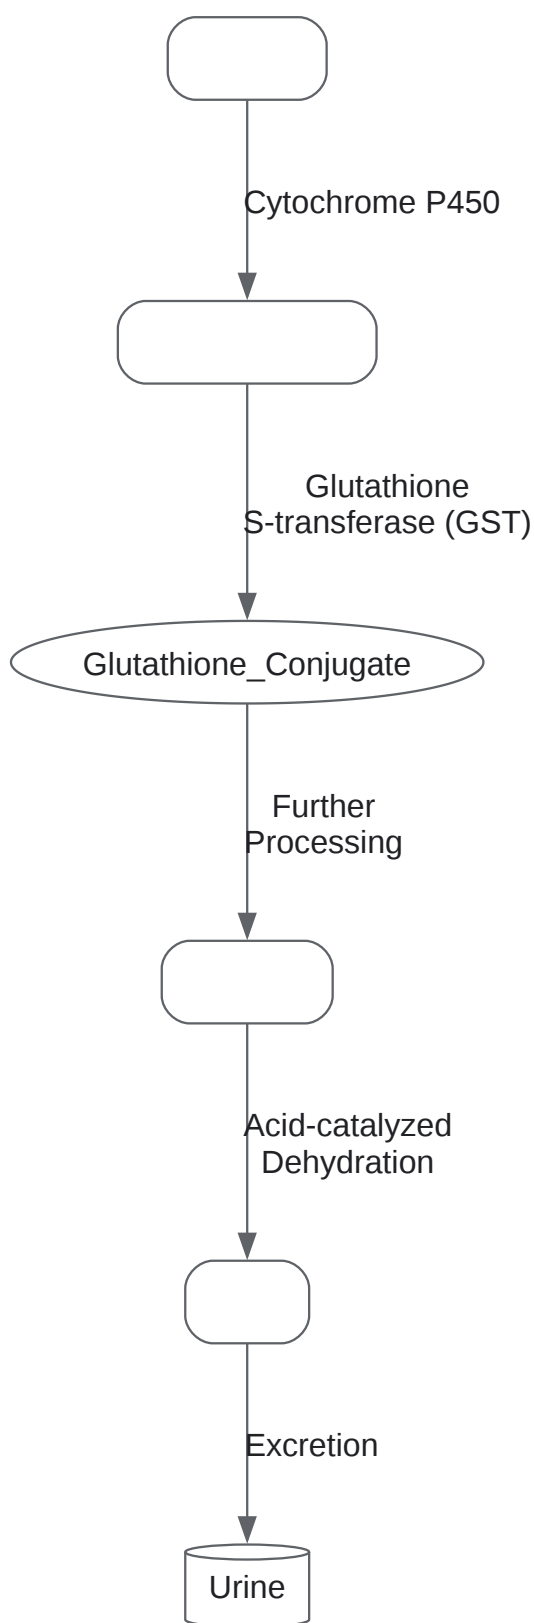 Cytochrome P450
Glutathione
S-transferase (GST)
Glutathione_Conjugate
Further
Processing
Acid-catalyzed
Dehydration
Excretion
Urine